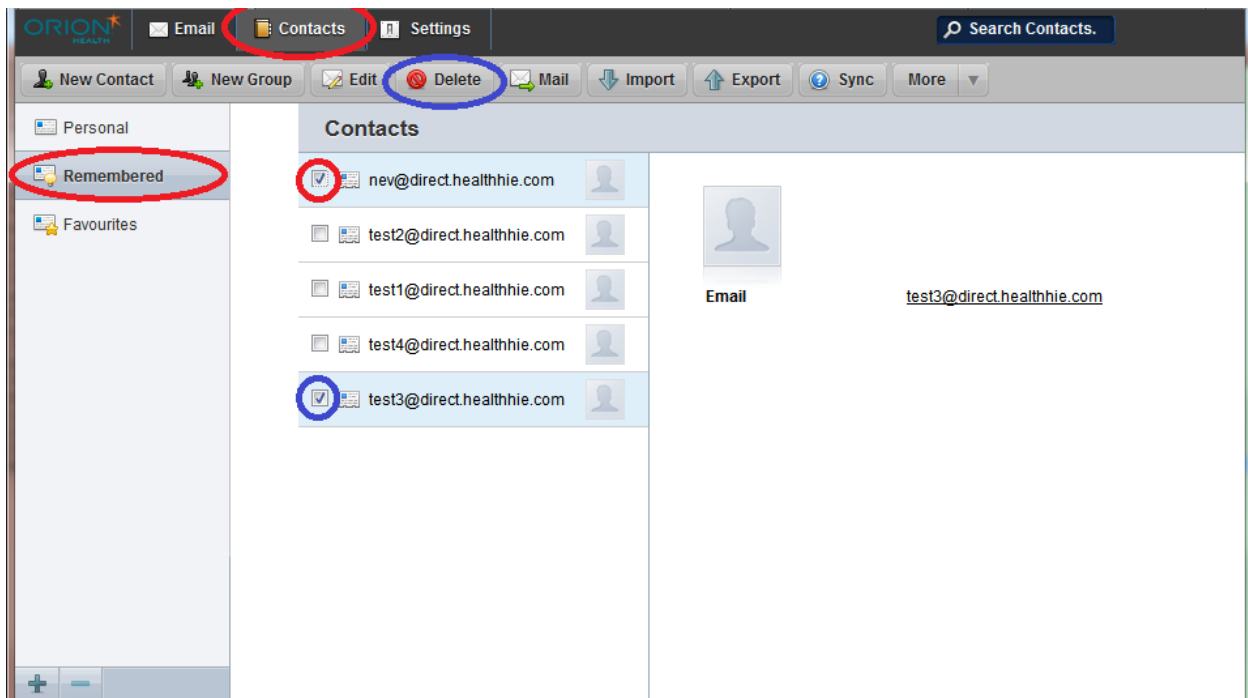 ORION HEALTH Email Contacts Settings Search Contacts.
New Contact New Group Edit Delete Mail Import Export Sync More
Personal
Remembered
Favourites
Contacts
nev@direct.healthhie.com
test2@direct.healthhie.com
test1@direct.healthhie.com
test4@direct.healthhie.com
test3@direct.healthhie.com
Email test3@direct.healthhie.com